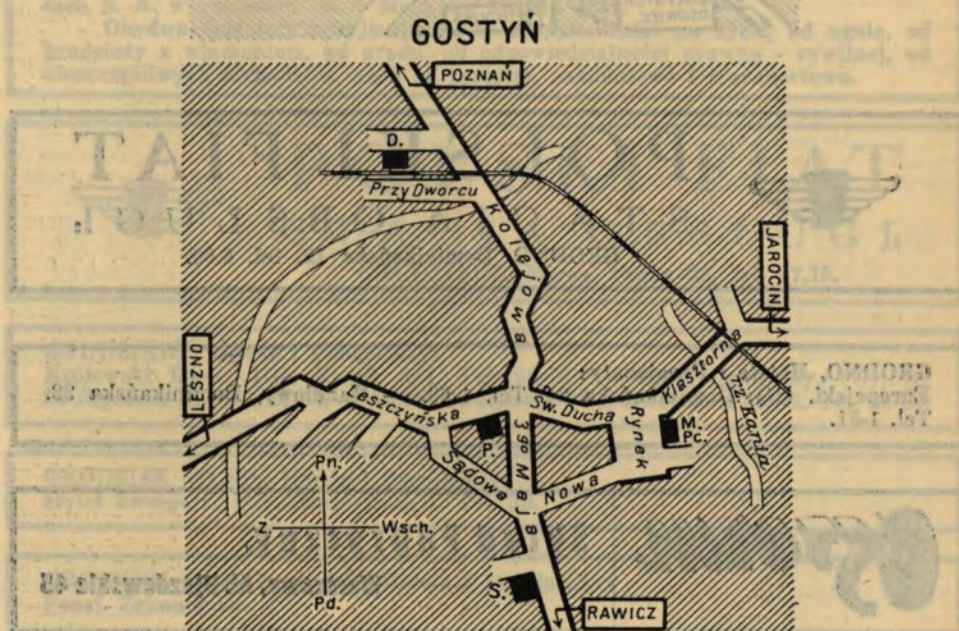 GOSTYŃ
POZNAŃ
D.
Przy Dworcu
Kolejowa
JAROCIN
LESZNO
Leszczyńska
Św. Ducha
Klasztorna
rz. Kania
Rynek
M.
Pc.
P.
3go Maja
Sądowa
Nowa
Pn.
Z.
Wsch.
Pd.
S.
RAWICZ